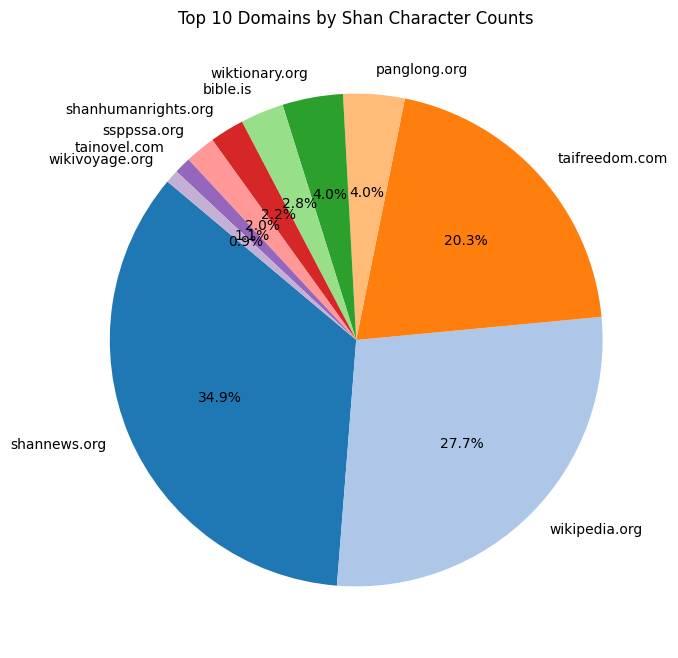 Top 10 Domains by Shan Character Counts
panglong.org
wiktionary.org
bible.is
shanhumanrights.org
ssppssa.org
tainovel.com
wikivoyage.org
taifreedom.com
4.0%
4.0%
2.8%
2.2%
2.0%
1.1%
0.9%
20.3%
34.9%
27.7%
shannews.org
wikipedia.org